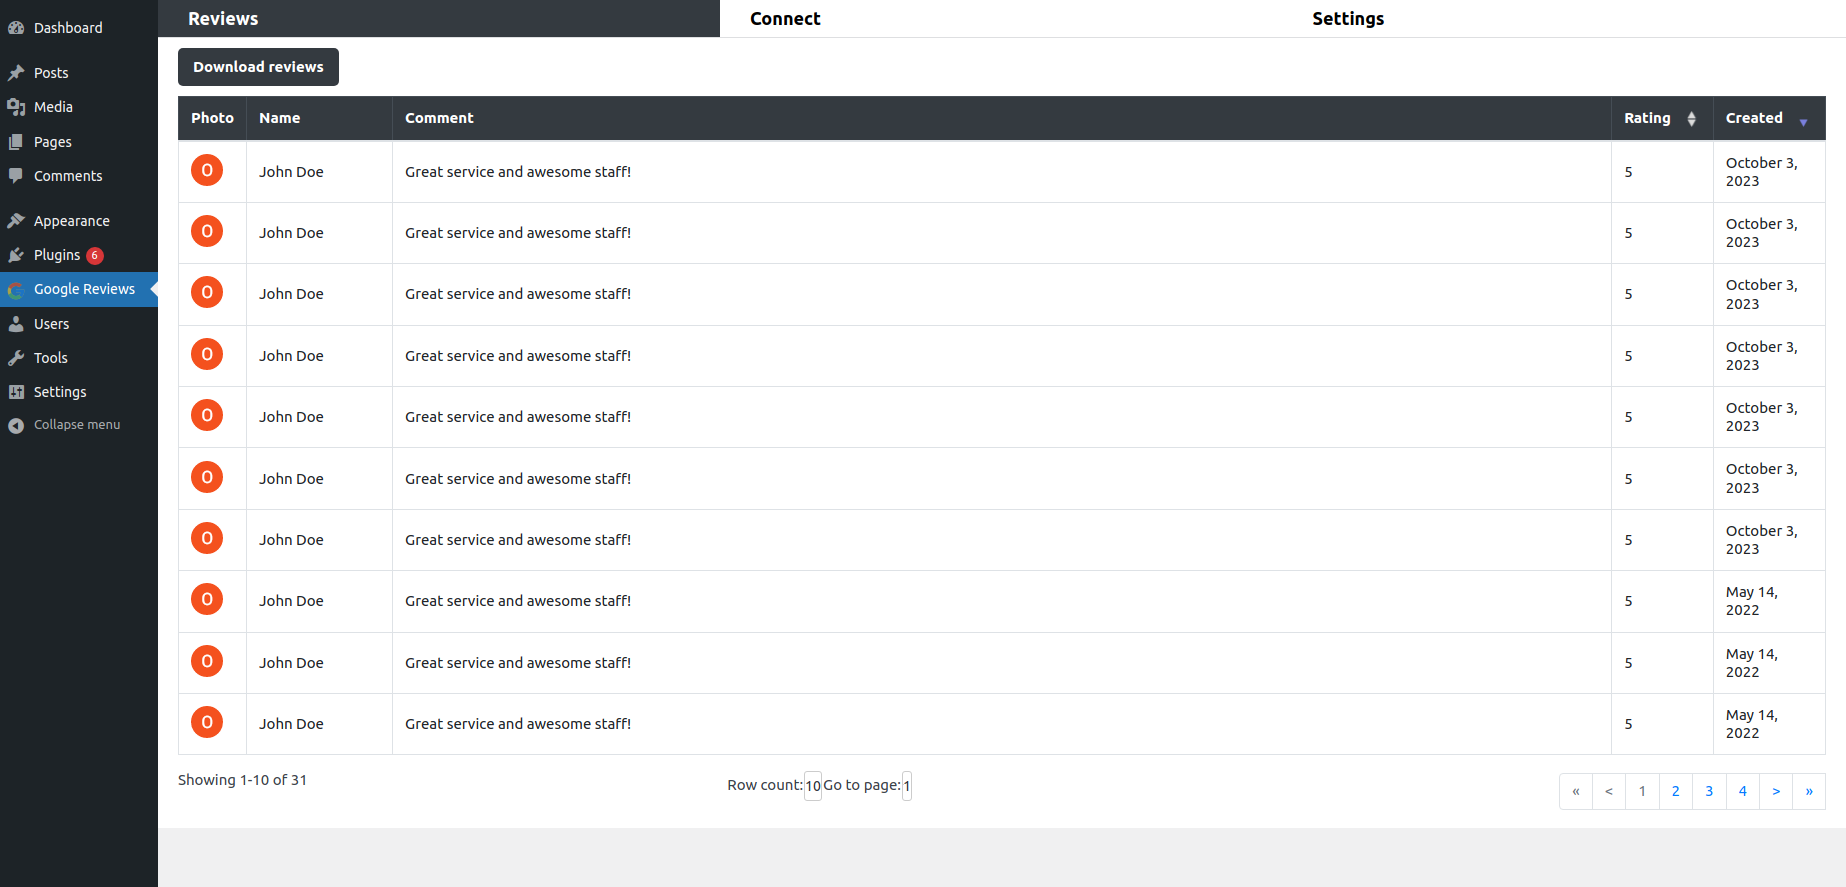 Dashboard
Posts
Media
Pages
Comments
Appearance
Plugins 6
Google Reviews
Users
Tools
Settings
Collapse menu
Reviews Connect Settings
Download reviews
Photo Name Comment Rating Created
O John Doe Great service and awesome staff! 5 October 3,
2023
O John Doe Great service and awesome staff! 5 October 3,
2023
O John Doe Great service and awesome staff! 5 October 3,
2023
O John Doe Great service and awesome staff! 5 October 3,
2023
O John Doe Great service and awesome staff! 5 October 3,
2023
O John Doe Great service and awesome staff! 5 October 3,
2023
O John Doe Great service and awesome staff! 5 October 3,
2023
O John Doe Great service and awesome staff! 5 May 14,
2022
O John Doe Great service and awesome staff! 5 May 14,
2022
O John Doe Great service and awesome staff! 5 May 14,
2022
Showing 1-10 of 31 Row count: 10 Go to page: 1 « < 1 2 3 4 > »